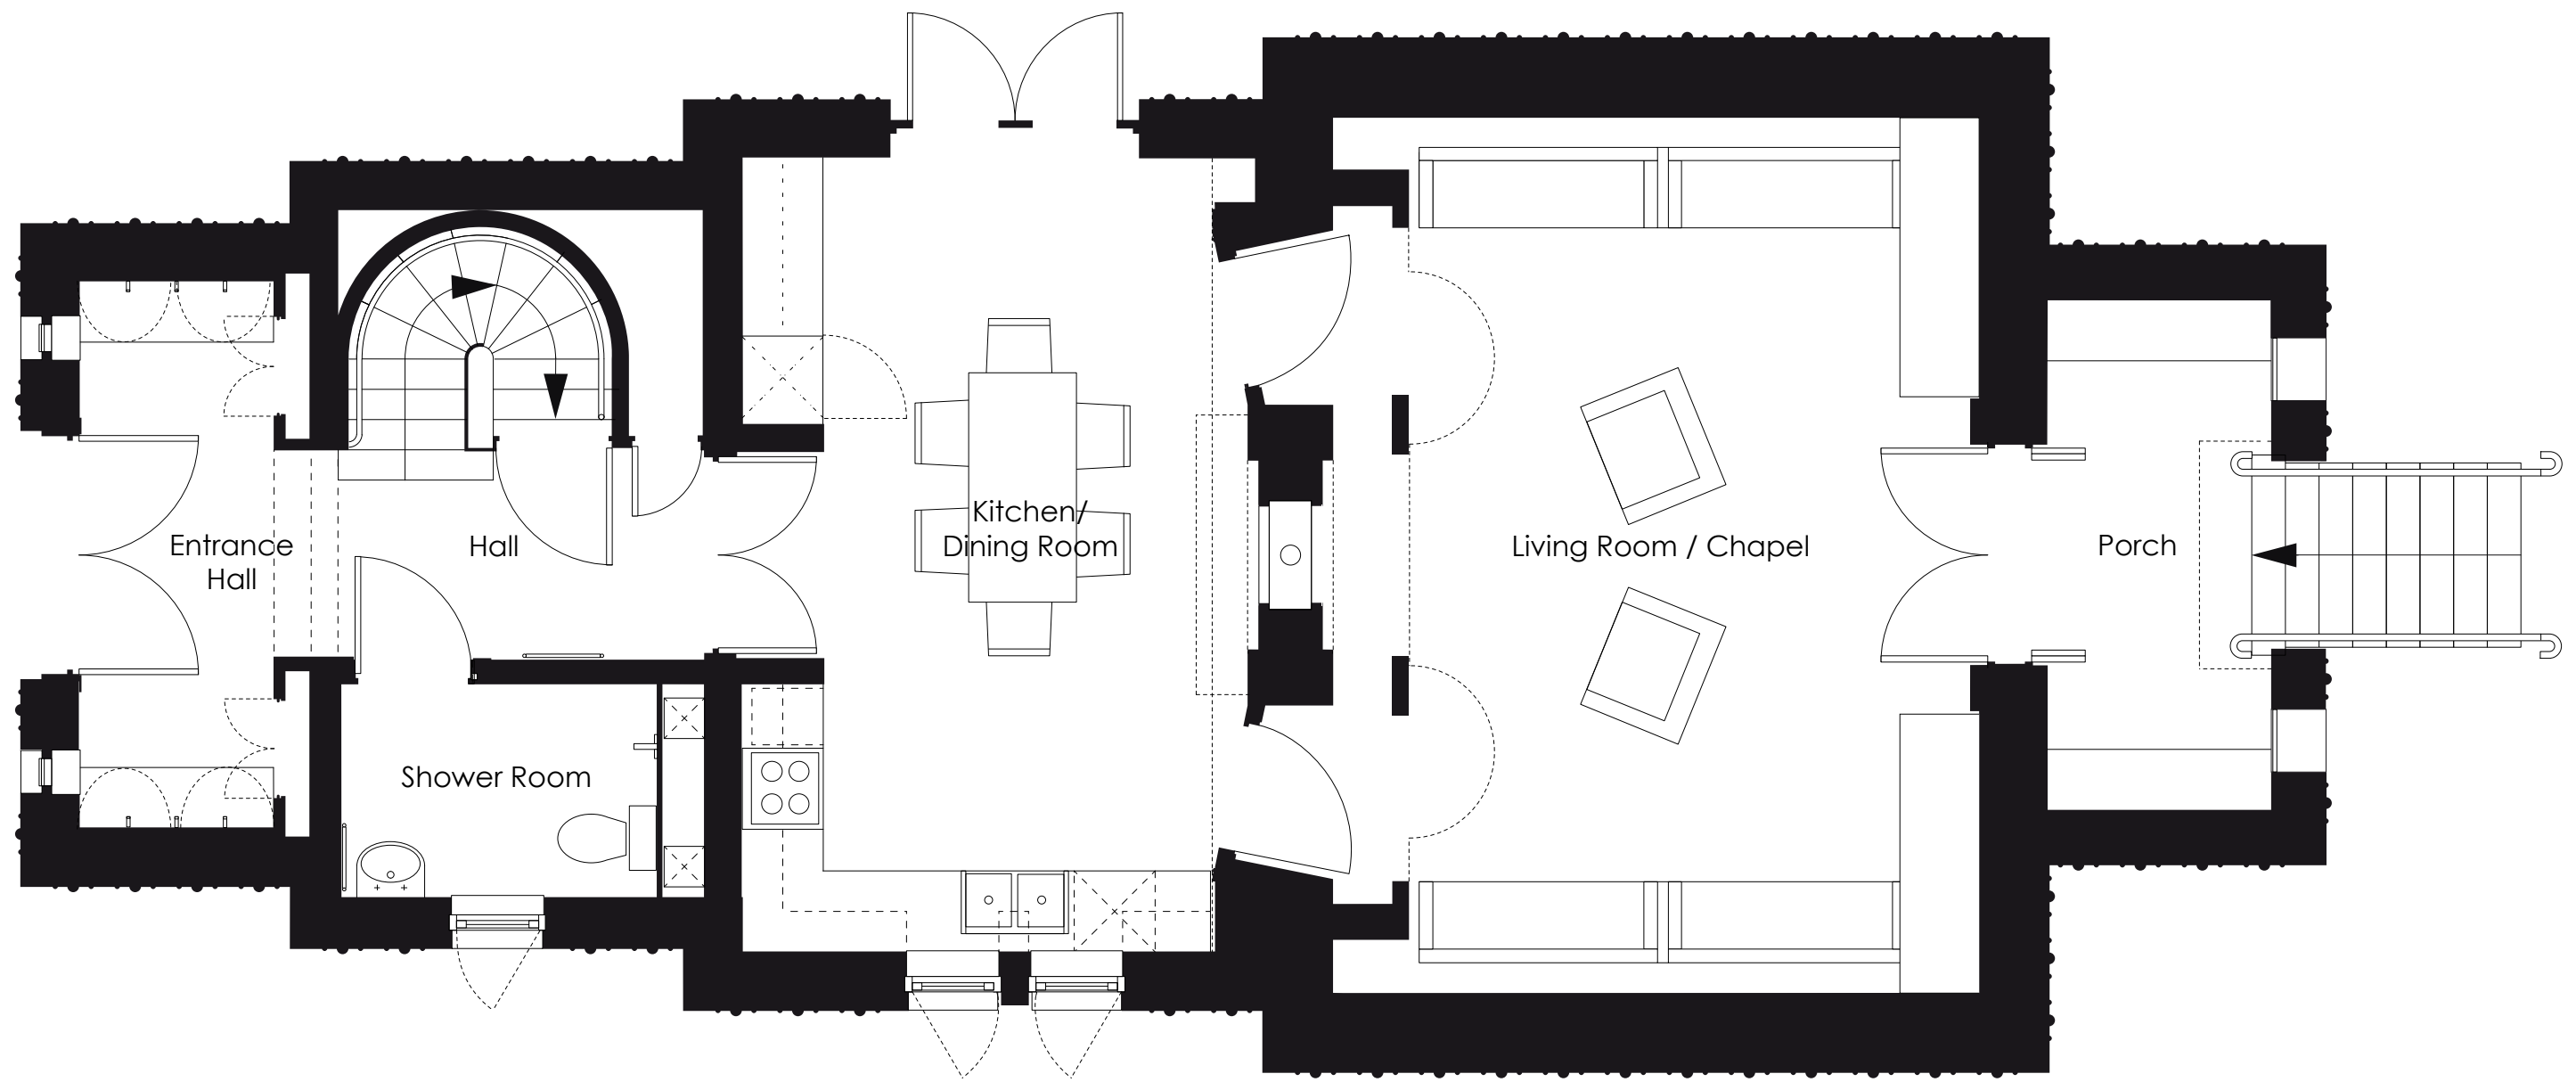 Entrance
Hall
Hall
Shower Room
Kitchen/
Dining Room
Living Room / Chapel
Porch